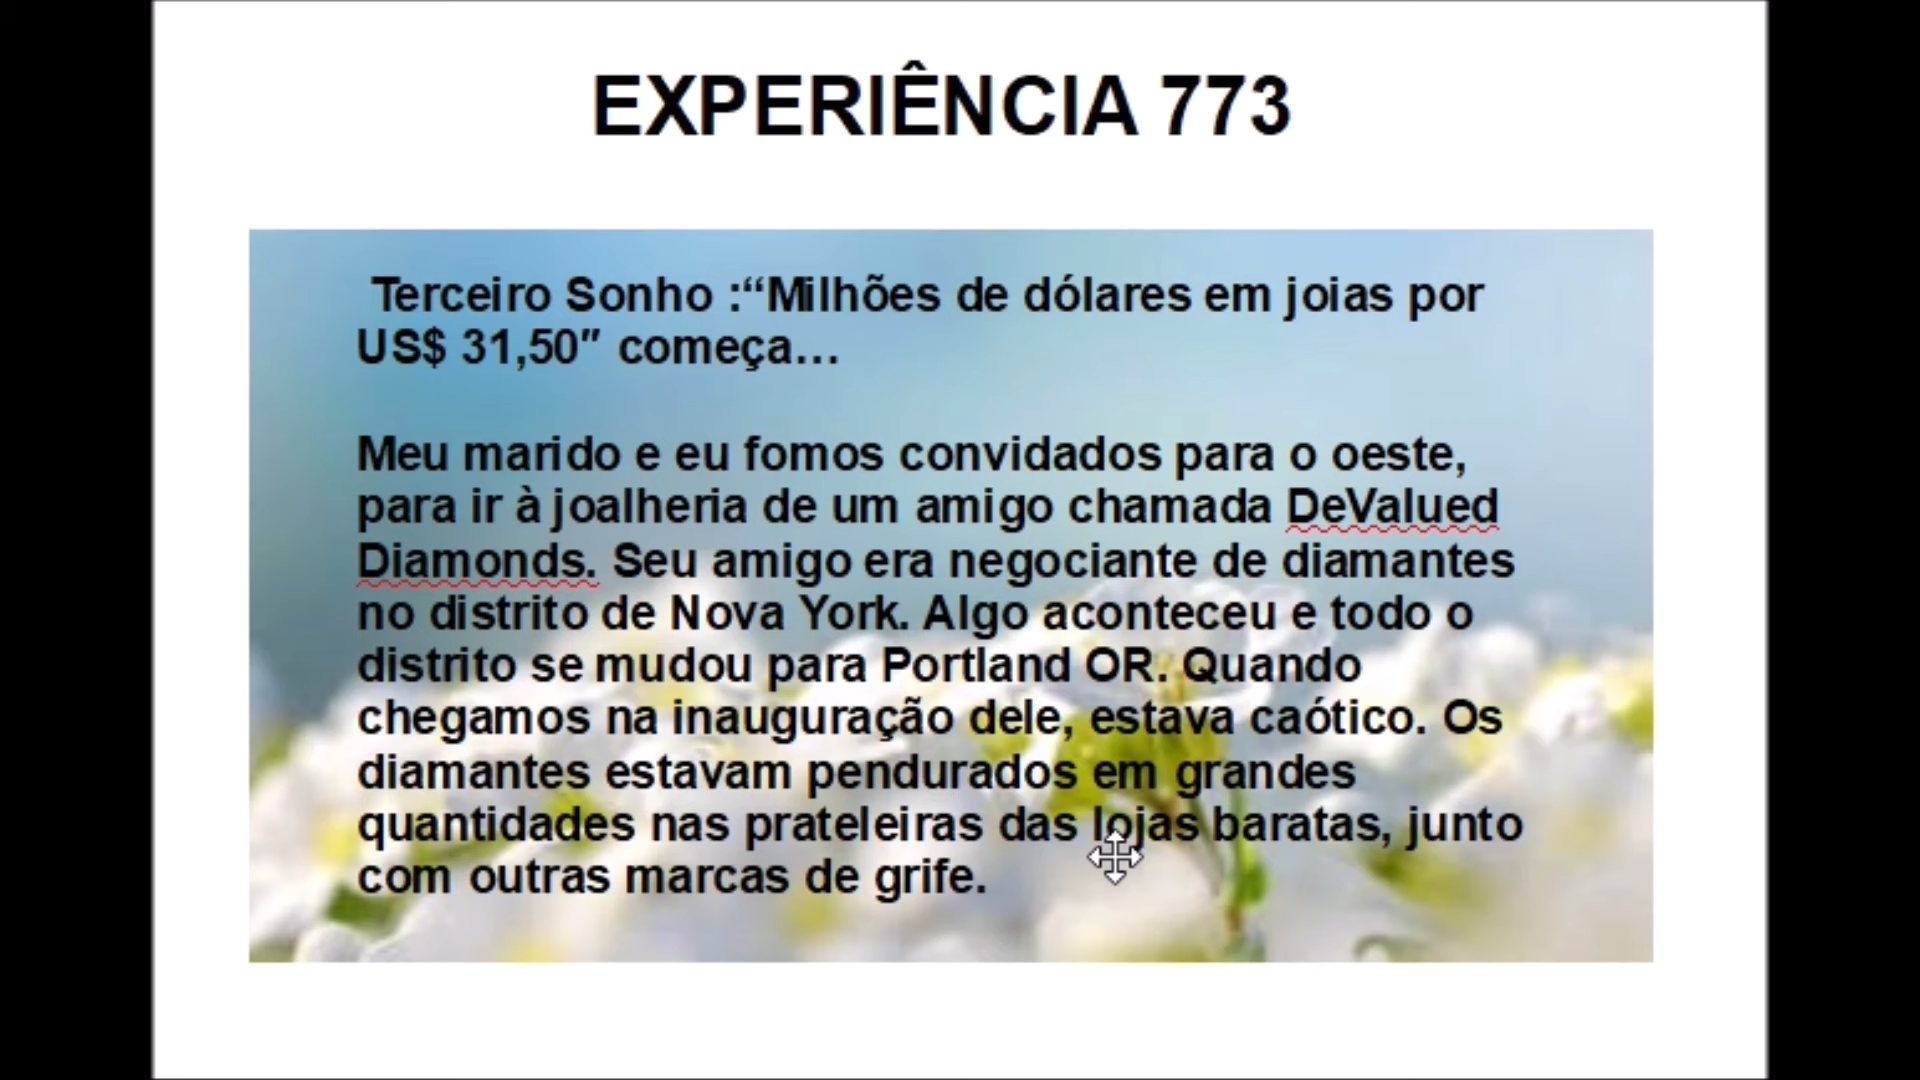 EXPERIÊNCIA 773
Terceiro Sonho :“Milhões de dólares em joias por
US$ 31,50″ começa…
Meu marido e eu fomos convidados para o oeste,
para ir à joalheria de um amigo chamada DeValued
Diamonds. Seu amigo era negociante de diamantes
no distrito de Nova York. Algo aconteceu e todo o
distrito se mudou para Portland OR. Quando
chegamos na inauguração dele, estava caótico. Os
diamantes estavam pendurados em grandes
quantidades nas prateleiras das lojas baratas, junto
com outras marcas de grife.